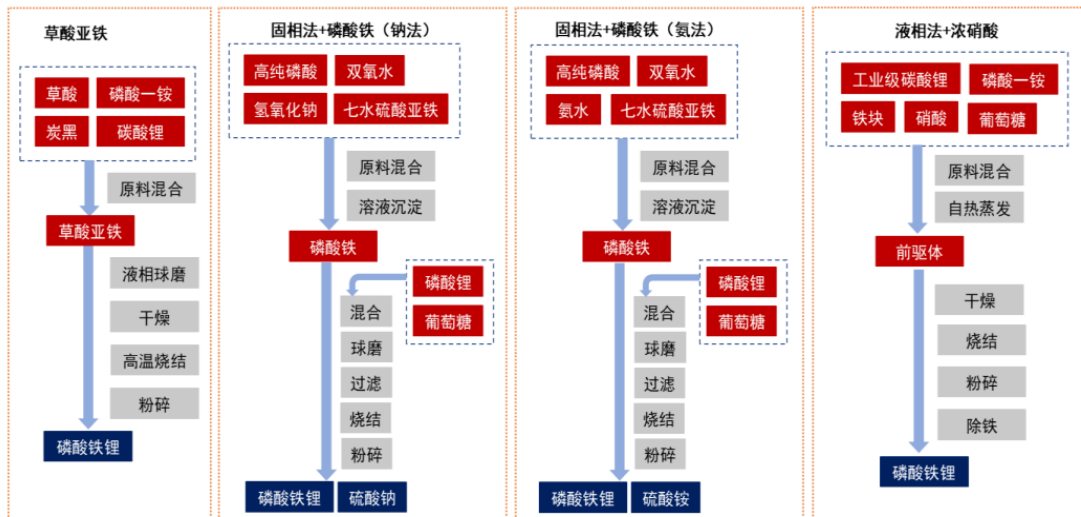 草酸亚铁
草酸 磷酸一铵
炭黑 碳酸锂
原料混合
草酸亚铁
液相球磨
干燥
高温烧结
粉碎
磷酸铁锂
固相法+磷酸铁（钠法）
高纯磷酸 双氧水
氢氧化钠 七水硫酸亚铁
原料混合
溶液沉淀
磷酸铁
磷酸锂
葡萄糖
混合
球磨
过滤
烧结
粉碎
磷酸铁锂 硫酸钠
固相法+磷酸铁（氨法）
高纯磷酸 双氧水
氨水 七水硫酸亚铁
原料混合
溶液沉淀
磷酸铁
磷酸锂
葡萄糖
混合
球磨
过滤
烧结
粉碎
磷酸铁锂 硫酸铵
液相法+浓硝酸
工业级碳酸锂 磷酸一铵
铁块 硝酸 葡萄糖
原料混合
自热蒸发
前驱体
干燥
烧结
粉碎
除铁
磷酸铁锂